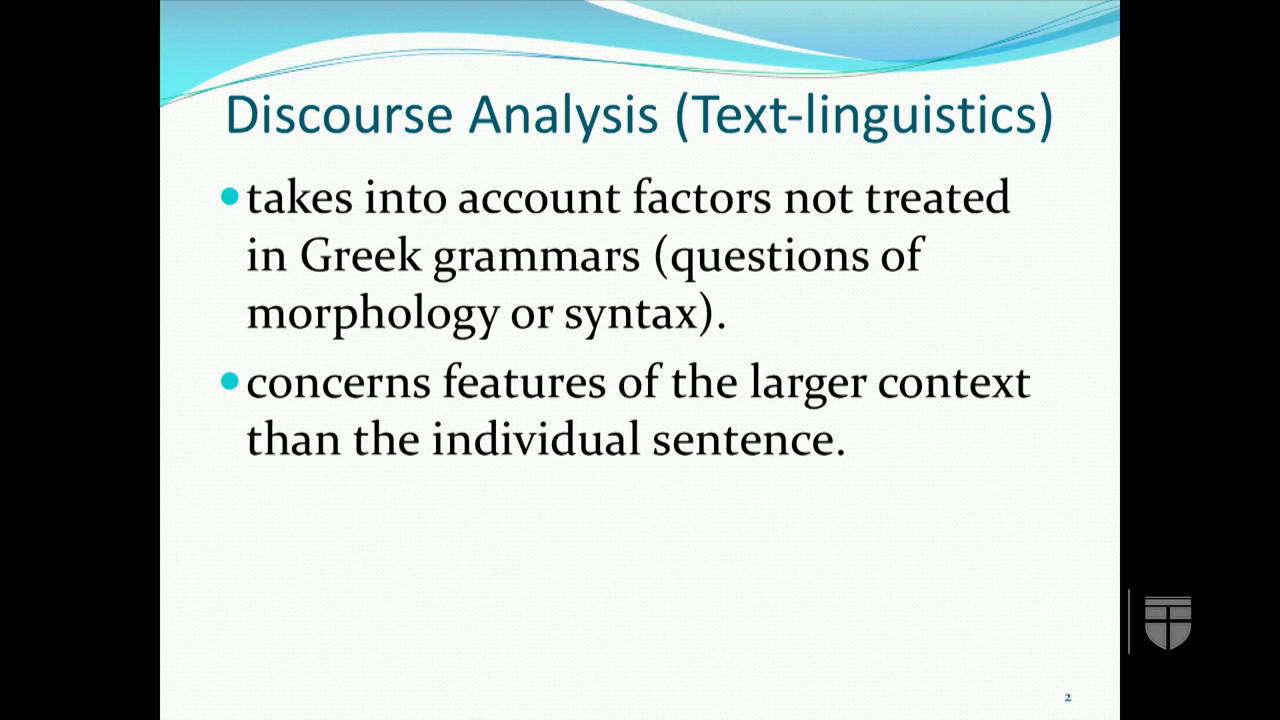 Discourse Analysis (Text-linguistics)
takes into account factors not treated
in Greek grammars (questions of
morphology or syntax).
concerns features of the larger context
than the individual sentence.
2